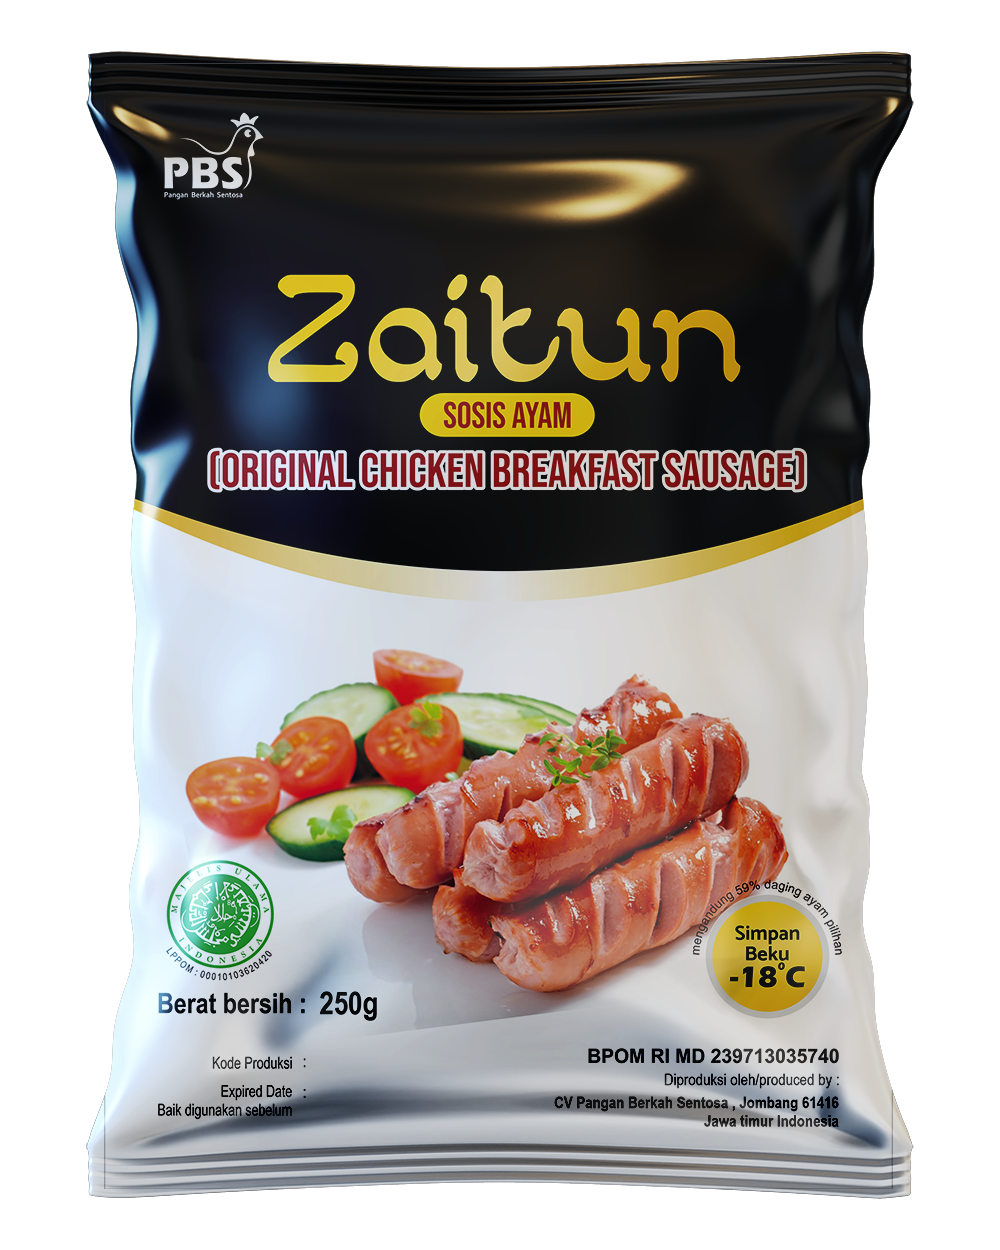 PBS
Pangan Berkah Sentosa
Zaitun
SOSIS AYAM
(ORIGINAL CHICKEN BREAKFAST SAUSAGE)
MAJELIS ULAMA
INDONESIA
حلال
LPPOM : 00010103620420
mengandung 59% daging ayam pilihan
Simpan
Beku
-18°C
Berat bersih : 250g
Kode Produksi :
Expired Date :
Baik digunakan sebelum
BPOM RI MD 239713035740
Diproduksi oleh/produced by :
CV Pangan Berkah Sentosa , Jombang 61416
Jawa timur Indonesia